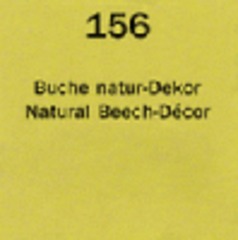 156
Buche natur-Dekor
Natural Beech-Décor